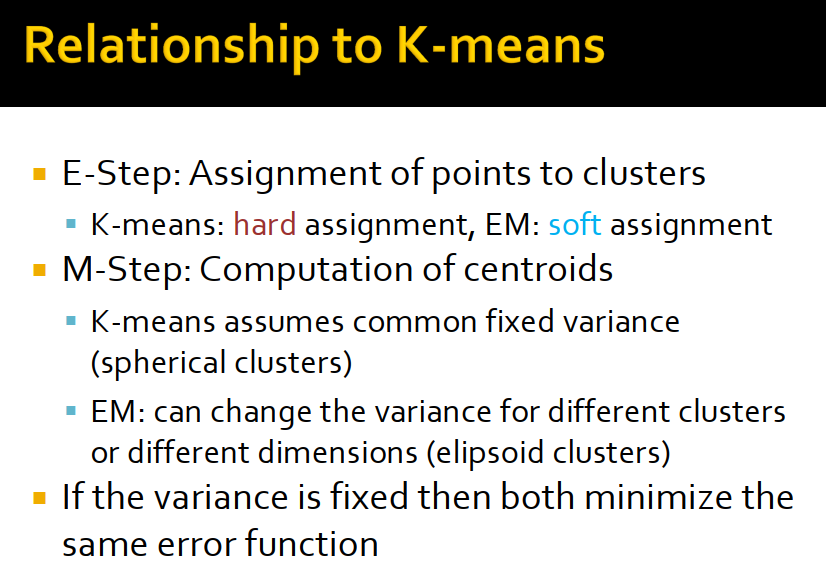 Relationship to K-means
E-Step: Assignment of points to clusters
K-means: hard assignment, EM: soft assignment
M-Step: Computation of centroids
K-means assumes common fixed variance
(spherical clusters)
EM: can change the variance for different clusters
or different dimensions (elipsoid clusters)
If the variance is fixed then both minimize the
same error function